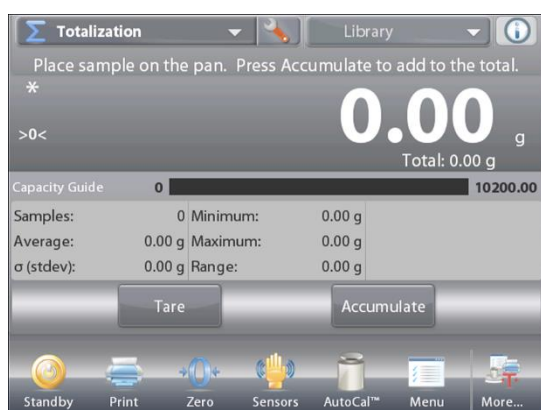 Σ Totalization Library
Place sample on the pan. Press Accumulate to add to the total.
*
0.00 g
>0<
Total: 0.00 g
Capacity Guide 0 10200.00
Samples: 0 Minimum: 0.00 g
Average: 0.00 g Maximum: 0.00 g
σ (stdev): 0.00 g Range: 0.00 g
Tare Accumulate
Standby Print Zero Sensors AutoCal™ Menu More...